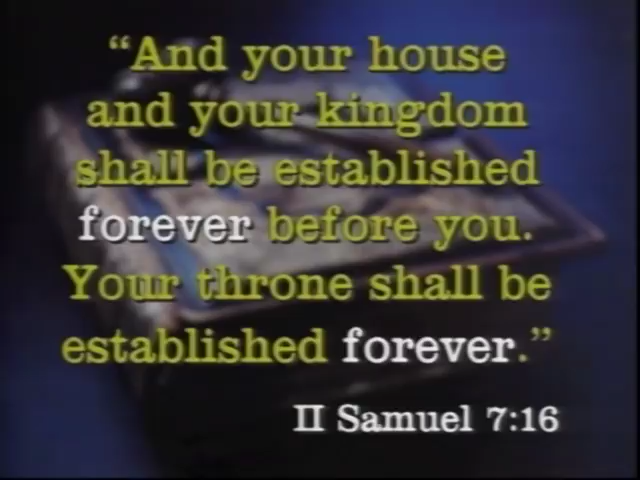 “And your house
and your kingdom
shall be established
forever before you.
Your throne shall be
established forever.”
II Samuel 7:16